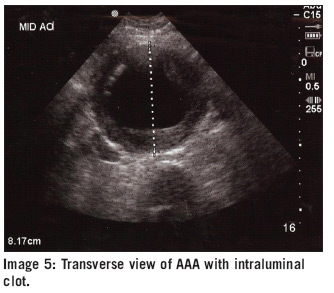 MID AO
C15
0
MI
0.5
255
16
8.17cm
Image 5: Transverse view of AAA with intraluminal
clot.